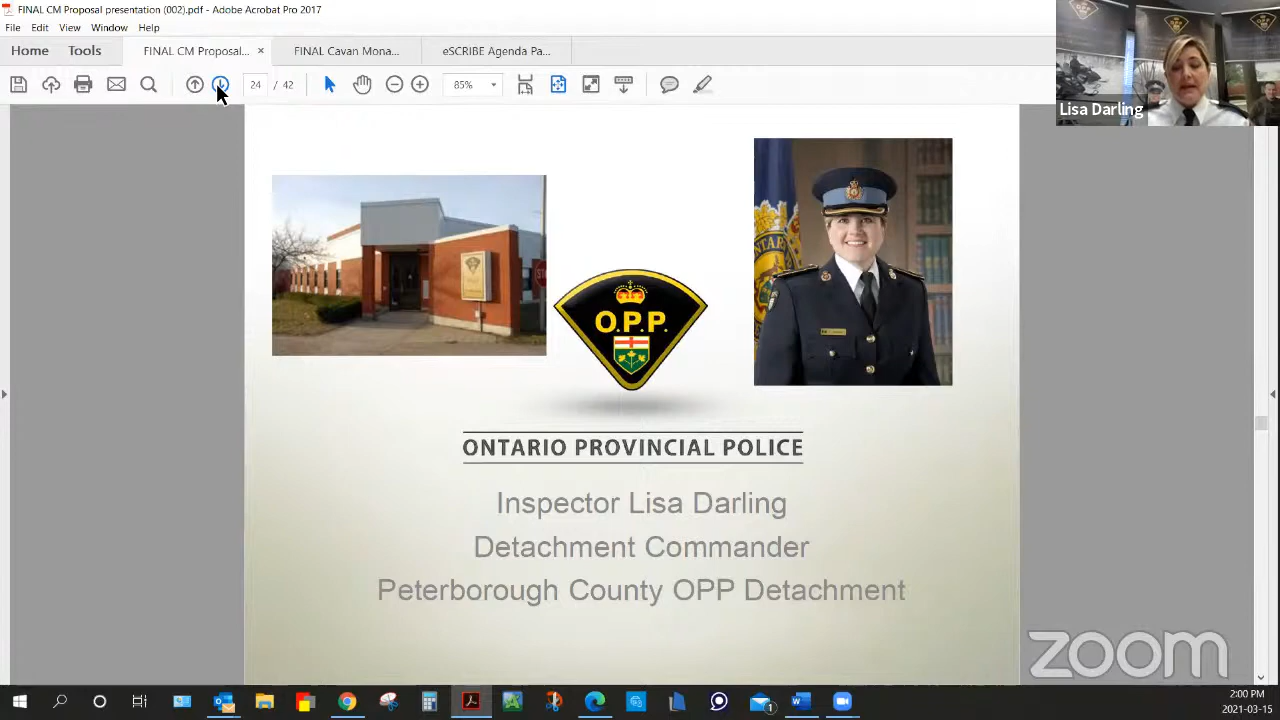 FINAL CM Proposal presentation (002).pdf - Adobe Acrobat Pro 2017
File Edit View Window Help
Home Tools FINAL CM Proposal... × FINAL Cavan Mona... eSCRIBE Agenda Pa...
24 / 42 85%
Lisa Darling
O.P.P.
ONTARIO PROVINCIAL POLICE
Inspector Lisa Darling
Detachment Commander
Peterborough County OPP Detachment
zoom
2:00 PM
2021-03-15